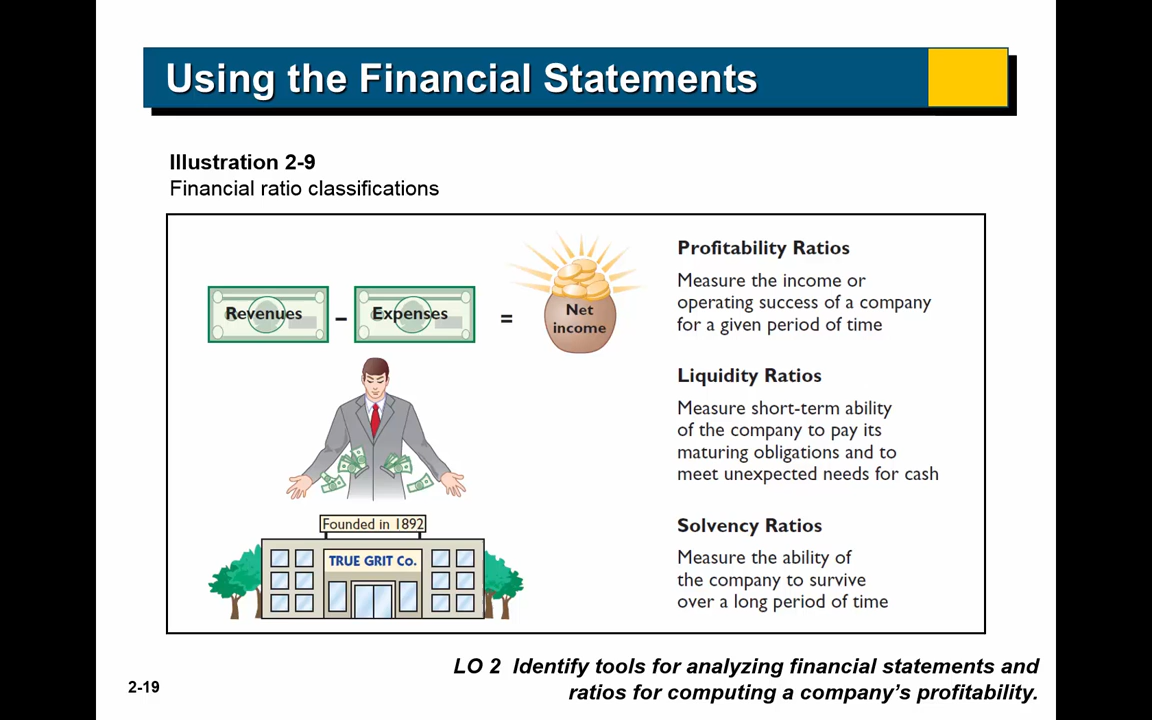 Using the Financial Statements
Illustration 2-9
Financial ratio classifications
Revenues
–
Expenses
=
Net
income
Profitability Ratios
Measure the income or
operating success of a company
for a given period of time
Liquidity Ratios
Measure short-term ability
of the company to pay its
maturing obligations and to
meet unexpected needs for cash
Founded in 1892
TRUE GRIT Co.
Solvency Ratios
Measure the ability of
the company to survive
over a long period of time
LO 2 Identify tools for analyzing financial statements and
ratios for computing a company’s profitability.
2-19